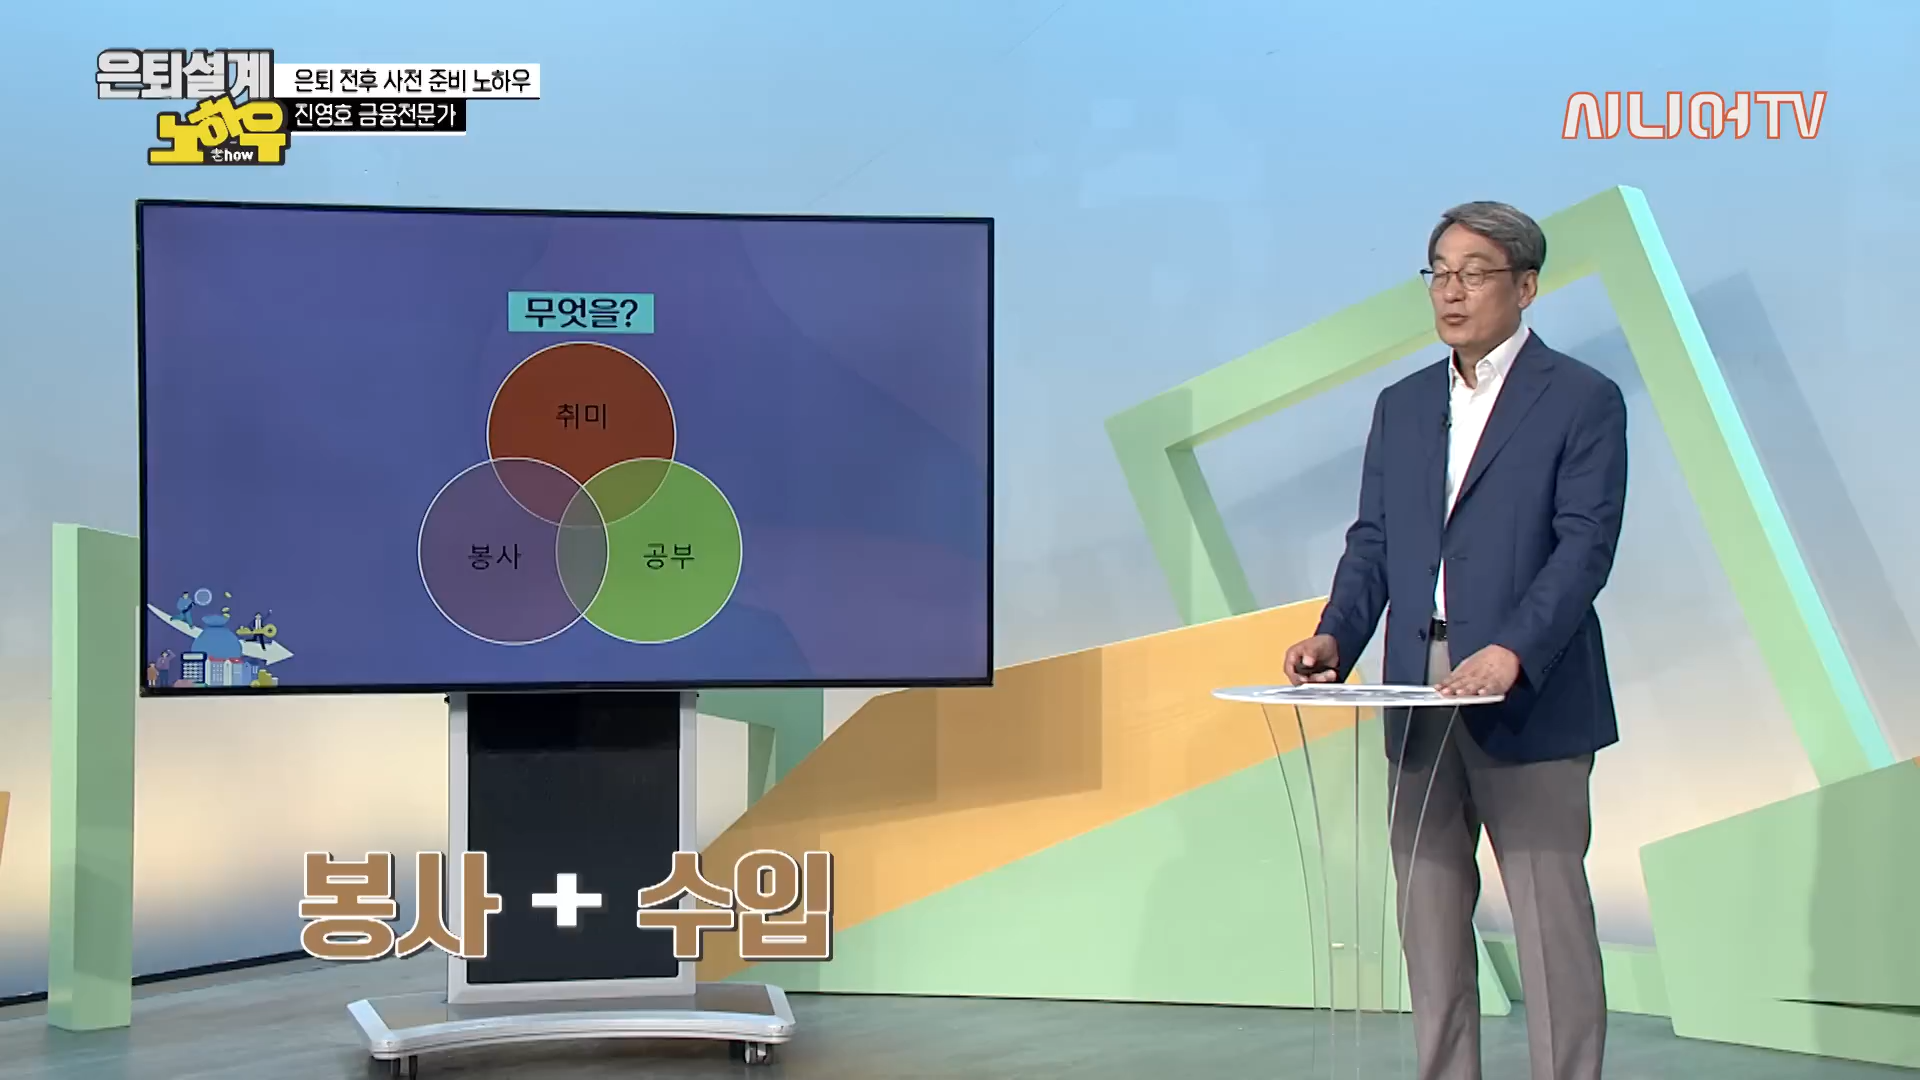 은퇴설계
노하우
老how
은퇴 전후 사전 준비 노하우
진영호 금융전문가
시니어TV
무엇을?
취미
봉사
공부
봉사 + 수입